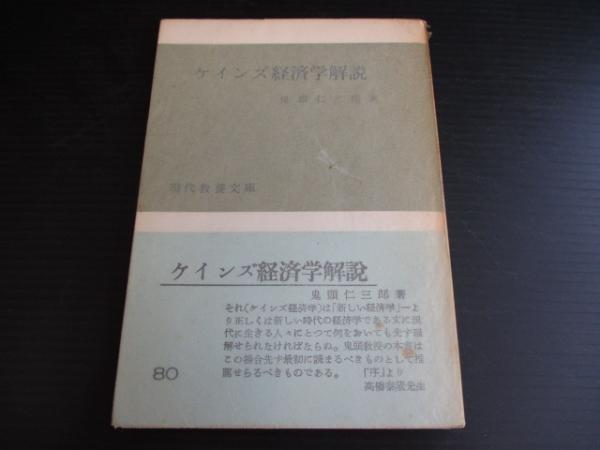 ケインズ経済学解説
鬼頭仁三郎著
現代教養文庫
ケインズ経済学解説
鬼頭仁三郎著
それ(ケインズ経済学)は「新しい経済学」―よ
り正しくは新しい時代の経済学である丈に現
代に生きる人々にとつて何をおいても先ず理
解せられたければならぬ。鬼頭教授の本書は
この場合先ず最初に読まるべきものとして推
薦せらるべきものである。「序」より
高橋泰蔵先生
80